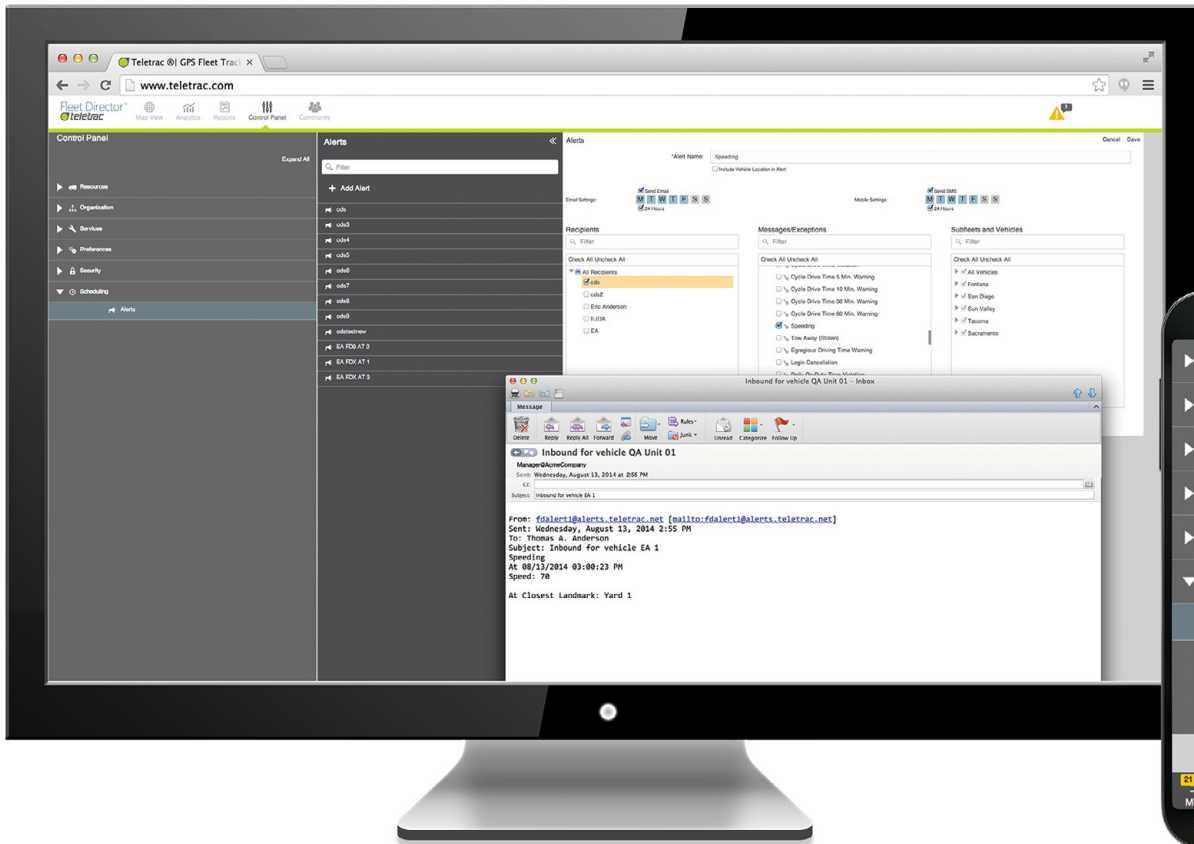 Teletrac ®| GPS Fleet Trac
www.teletrac.com
Fleet Director®
teletrac
Map View
Analytics
Reports
Control Panel
Community
1
Control Panel
Expand All
Resources
Organization
Services
Preferences
Security
Scheduling
Alerts
Alerts
Filter
+ Add Alert
cds
cds3
cds4
cds5
cds6
cds7
cds8
cds9
cdstestnew
EA FD9 AT 3
EA FDX AT 1
EA FDX AT 3
Alerts
Cancel Save
*Alert Name: Speeding
Include Vehicle Location in Alert
Email Settings:
Send Email
M T W T F S S
24 Hours
Mobile Settings:
Send SMS
M T W T F S S
24 Hours
Recipients
Filter
Check All Uncheck All
All Recipients
cds
cds2
Eric Anderson
EA
Messages/Exceptions
Filter
Check All Uncheck All
Cycle Drive Time 5 Min. Warning
Cycle Drive Time 10 Min. Warning
Cycle Drive Time 30 Min. Warning
Cycle Drive Time 60 Min. Warning
Speeding
Tow Away (Stolen)
Egregious Driving Time Warning
Login Cancellation
Subfleets and Vehicles
Filter
Check All Uncheck All
All Vehicles
Fontana
San Diego
Sun Valley
Tacoma
Sacramento
Inbound for vehicle QA Unit 01 – Inbox
Message
Delete
Reply
Reply All
Forward
Move
Rules
Junk
Unread
Categorize
Follow Up
Inbound for vehicle QA Unit 01
Manager@AcmeCompany
Sent: Wednesday, August 13, 2014 at 2:55 PM
Cc:
Subject: Inbound for vehicle EA 1
From: fdalert1@alerts.teletrac.net [mailto:fdalert1@alerts.teletrac.net]
Sent: Wednesday, August 13, 2014 2:55 PM
To: Thomas A. Anderson
Subject: Inbound for vehicle EA 1
Speeding
At 08/13/2014 03:00:23 PM
Speed: 70
At Closest Landmark: Yard 1
21